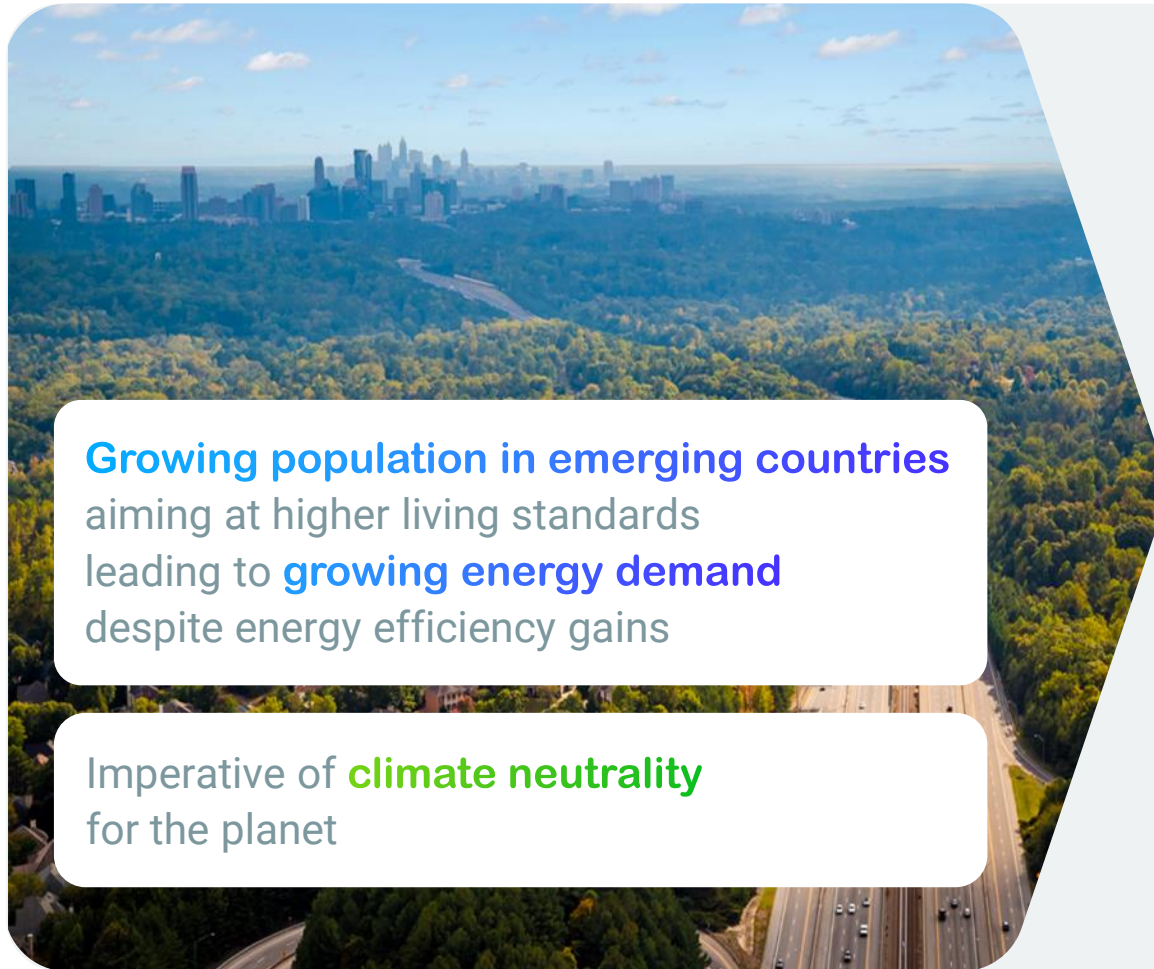 Growing population in emerging countries
aiming at higher living standards
leading to growing energy demand
despite energy efficiency gains
Imperative of climate neutrality
for the planet